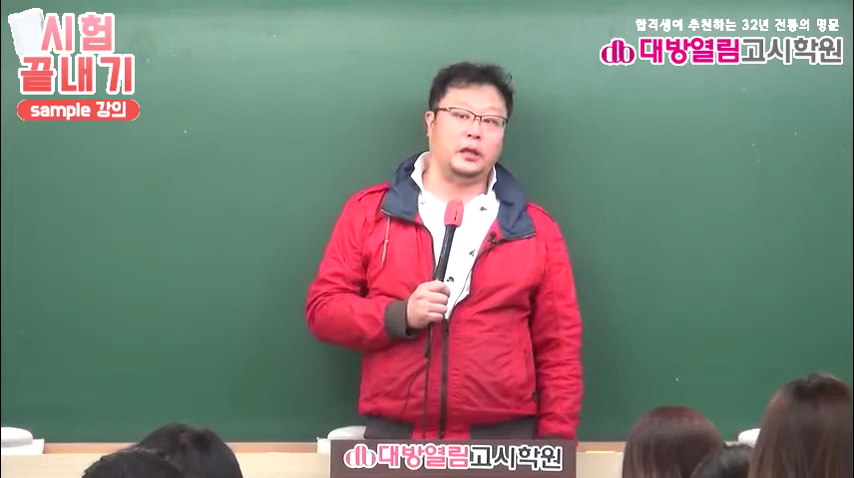 시험
끝내기
sample 강의
합격생이 추천하는 32년 전통의 명문
대방열림고시학원
대방열림고시학원